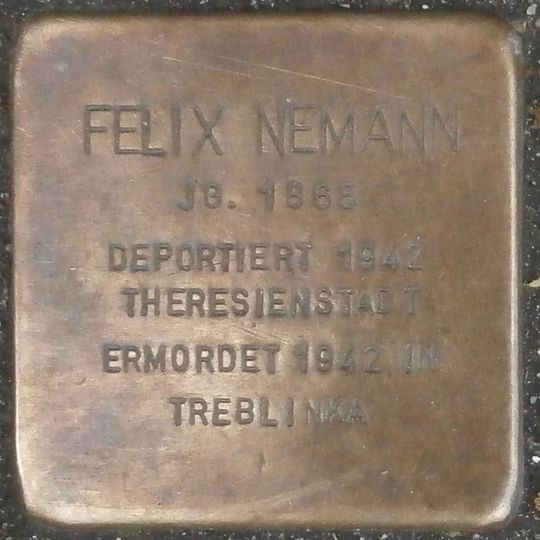 FELIX NEMANN
JG. 1865
DEPORTIERT 1942
THERESIENSTADT
ERMORDET 1942 IN
TREBLINKA